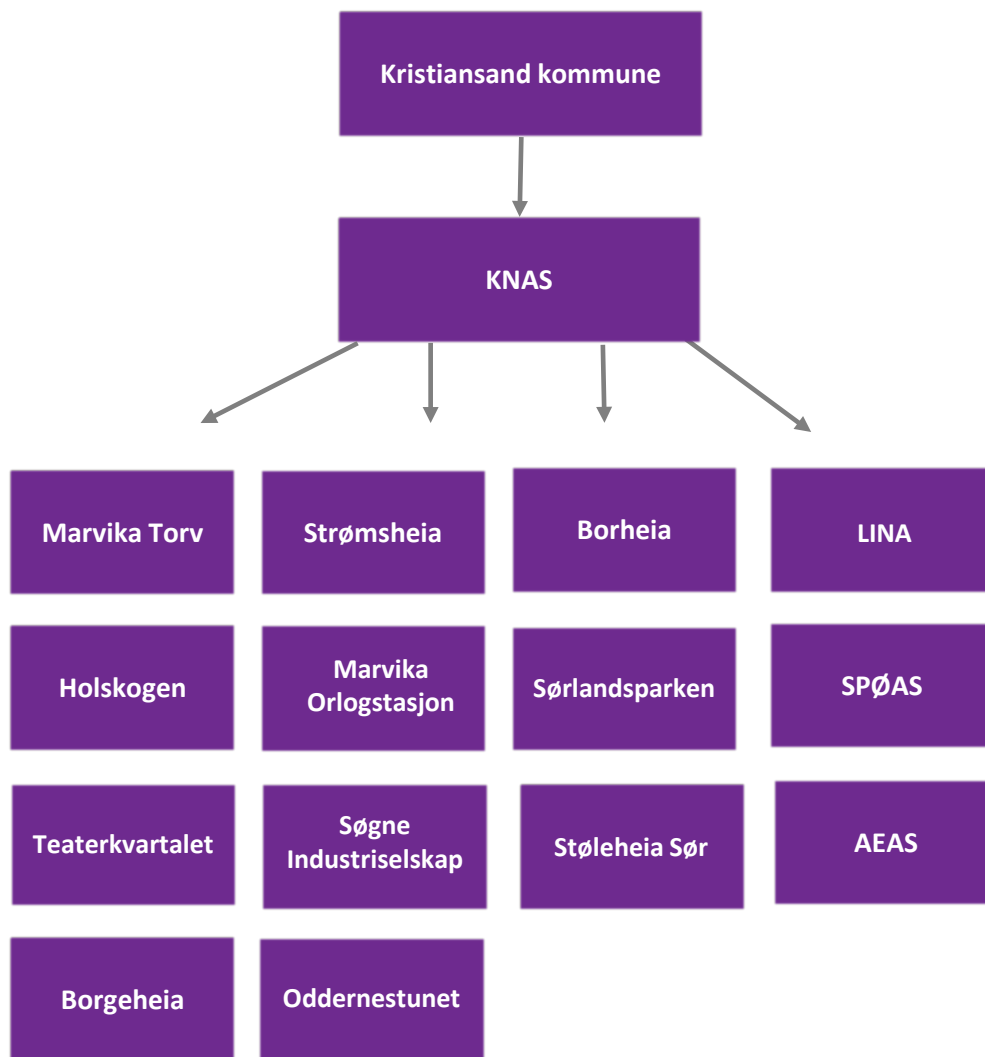 Kristiansand kommune
KNAS
Marvika Torv
Strømsheia
Borheia
LINA
Holskogen
Marvika
Orlogstasjon
Sørlandsparken
SPØAS
Teaterkvartalet
Søgne
Industriselskap
Støleheia Sør
AEAS
Borgeheia
Oddernestunet